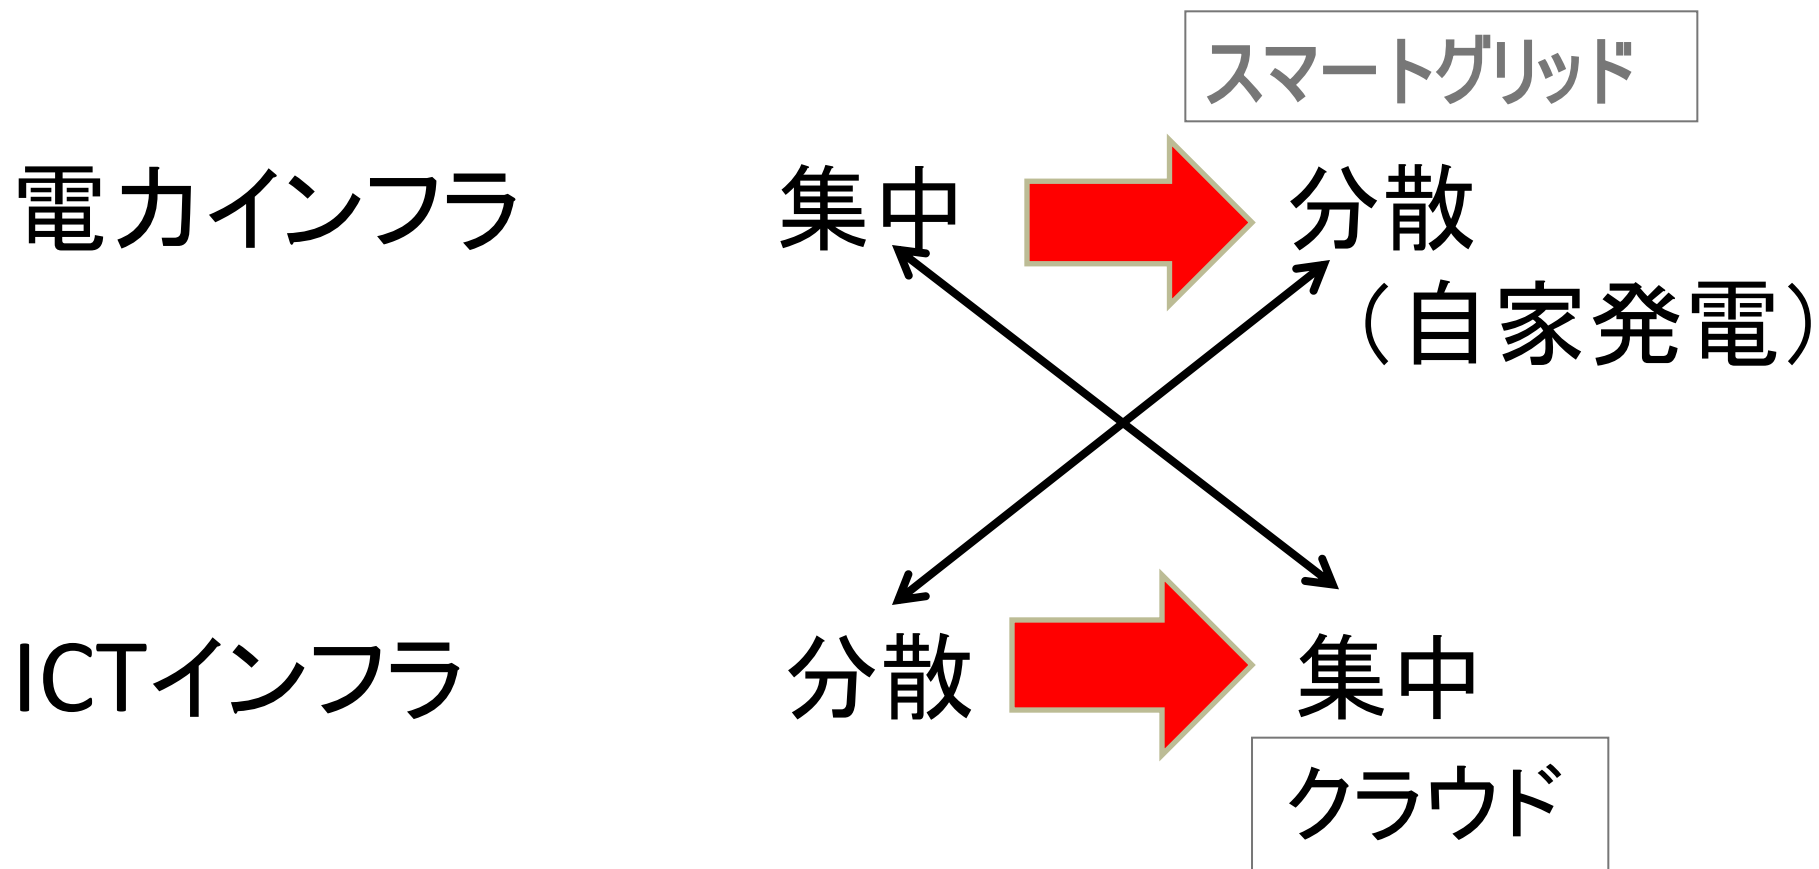 スマートグリッド
電力インフラ 集中 分散
（自家発電）
ICTインフラ 分散 集中
クラウド